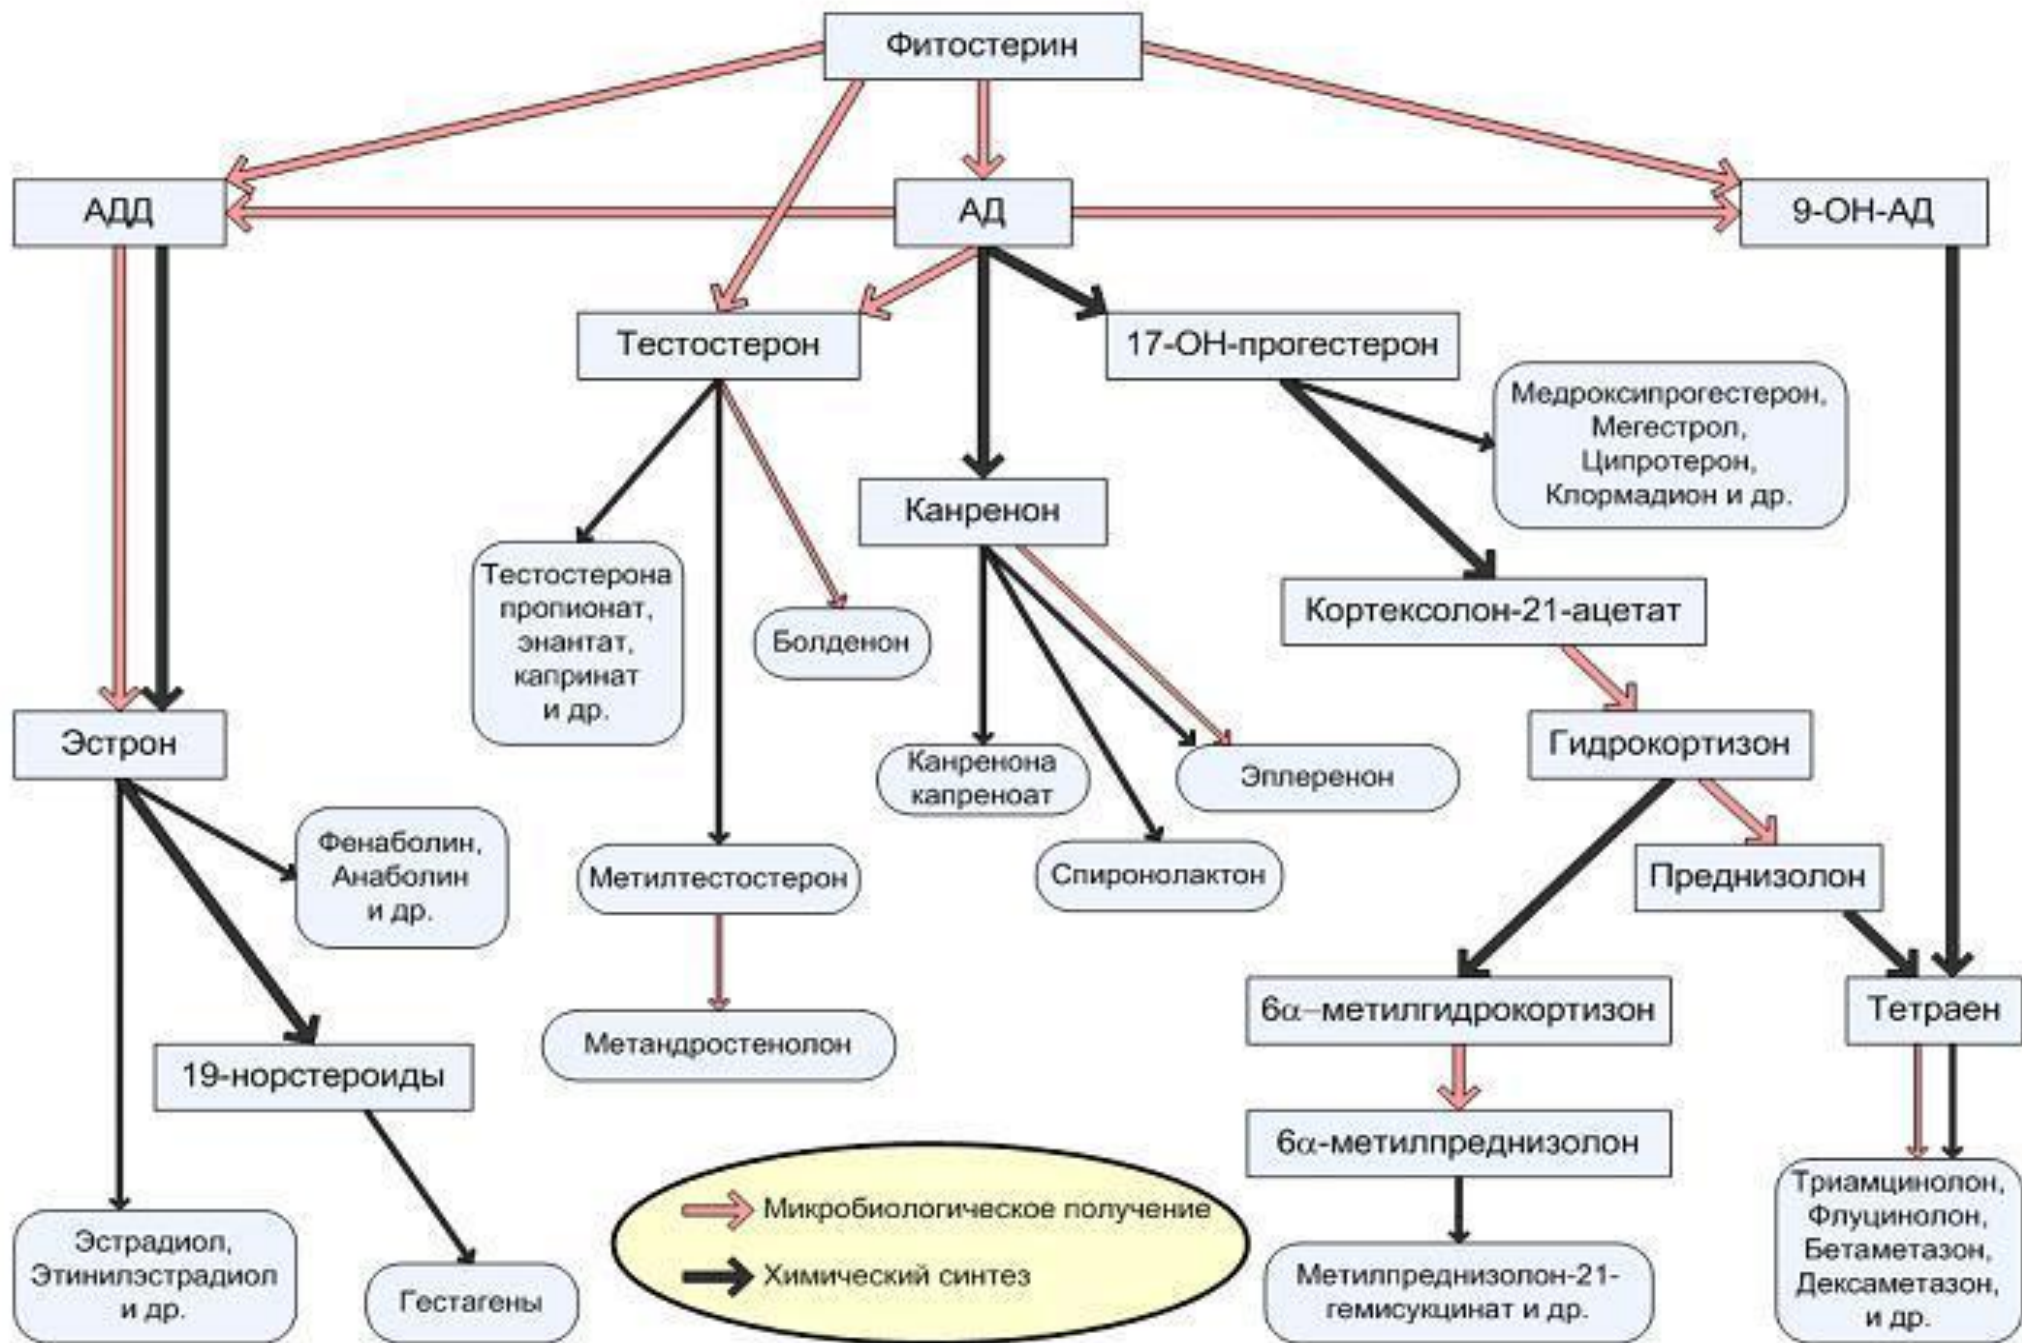 Фитостерин
АДД
АД
9-ОН-АД
Тестостерон
17-ОН-прогестерон
Медроксипрогестерон,
Мегестрол,
Ципротерон,
Клормадион и др.
Канренон
Тестостерона
пропионат,
энантат,
капринат
и др.
Болденон
Кортексолон-21-ацетат
Эстрон
Канренона
капреноат
Эплеренон
Гидрокортизон
Фенаболин,
Анаболин
и др.
Метилтестостерон
Спиронолактон
Преднизолон
Метандростенолон
6α–метилгидрокортизон
Тетраен
19-норстероиды
6α-метилпреднизолон
Эстрадиол,
Этинилэстрадиол
и др.
Гестагены
Микробиологическое получение
Химический синтез
Метилпреднизолон-21-
гемисукцинат и др.
Триамцинолон,
Флуцинолон,
Бетаметазон,
Дексаметазон,
и др.